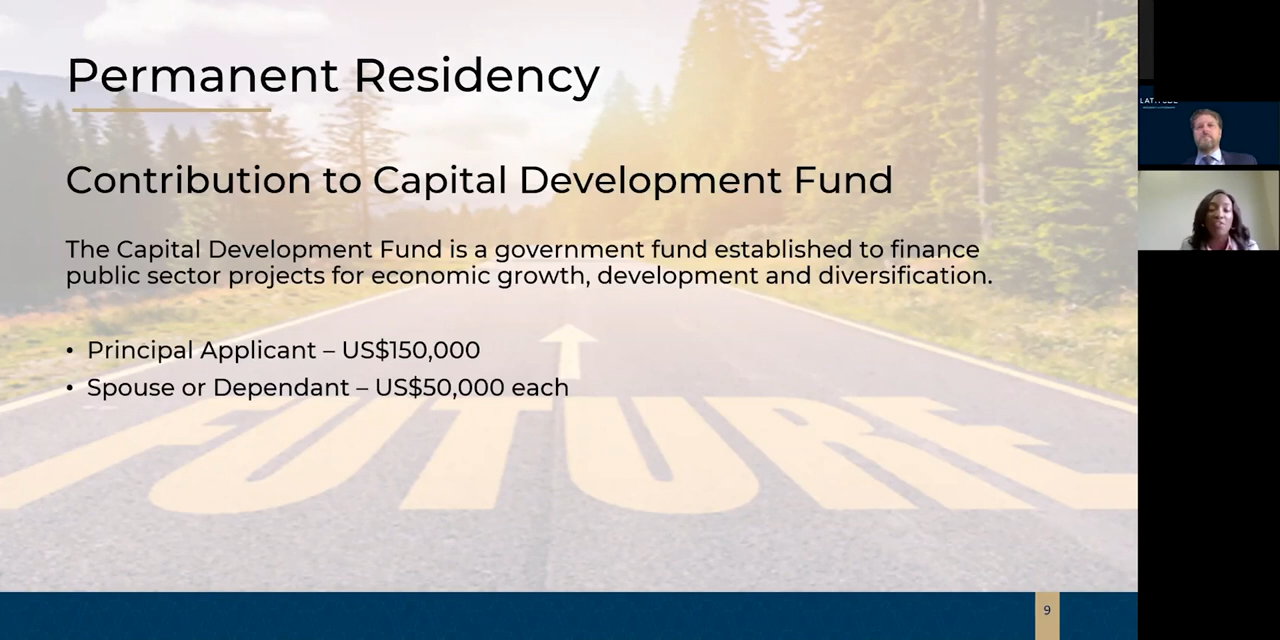 Permanent Residency
Contribution to Capital Development Fund
The Capital Development Fund is a government fund established to finance
public sector projects for economic growth, development and diversification.
• Principal Applicant – US$150,000
• Spouse or Dependant – US$50,000 each
FUTURE
9
LATITUDE